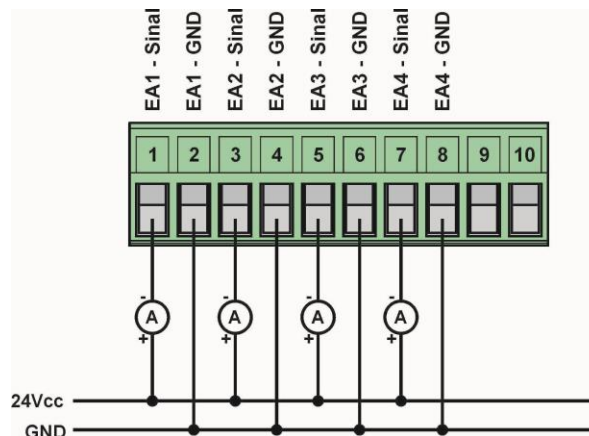 EA1 - Sinal
EA1 - GND
EA2 - Sinal
EA2 - GND
EA3 - Sinal
EA3 - GND
EA4 - Sinal
EA4 - GND
1 2 3 4 5 6 7 8 9 10
- - - -
A A A A
+ + + +
24Vcc
GND